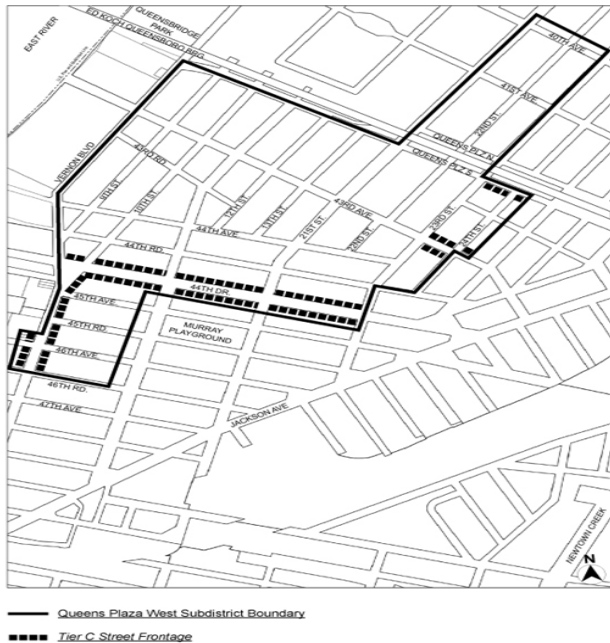 QUEENSBRIDGE
PARK
ED KOCH QUEENSBORO BRG.
EAST RIVER
40TH AVE.
41ST AVE.
22ND ST.
QUEENS PLZ N.
QUEENS PLZ S.
VERNON BLVD
43RD RD.
9TH ST.
10TH ST.
12TH ST.
13TH ST.
21ST ST.
22ND ST.
43RD AVE.
23RD ST.
24TH ST.
44TH AVE.
44TH RD.
44TH DR.
45TH AVE.
45TH RD.
46TH AVE.
46TH RD.
47TH AVE.
MURRAY
PLAYGROUND
JACKSON AVE
NEWTOWN CREEK
N
Queens Plaza West Subdistrict Boundary
Tier C Street Frontage